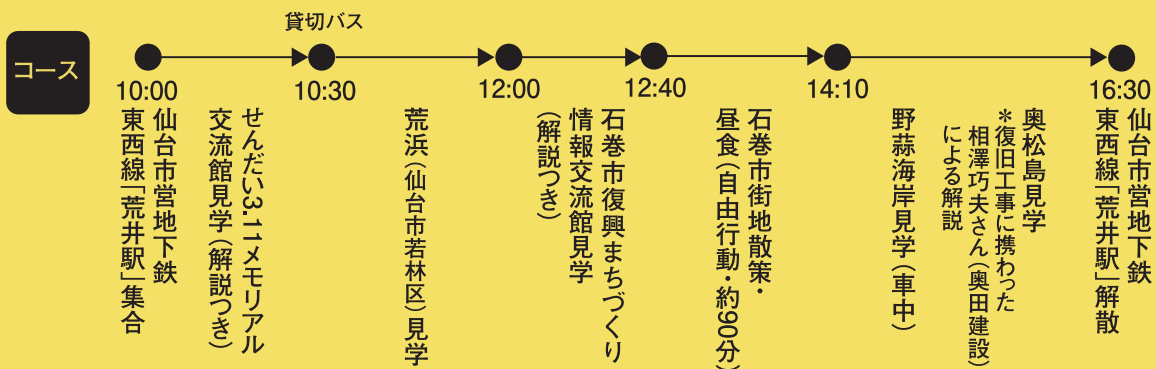 コース
貸切バス
10:00
10:30
12:00
12:40
14:10
16:30
仙台市営地下鉄
東西線「荒井駅」集合
せんだい3.11メモリアル
交流館見学（解説つき）
荒浜（仙台市若林区）見学
石巻市復興まちづくり
情報交流館見学
（解説つき）
石巻市街地散策・
昼食（自由行動・約90分）
野蒜海岸見学（車中）
奥松島見学
＊復旧工事に携わった
相澤巧夫さん（奥田建設）
による解説
仙台市営地下鉄
東西線「荒井駅」解散